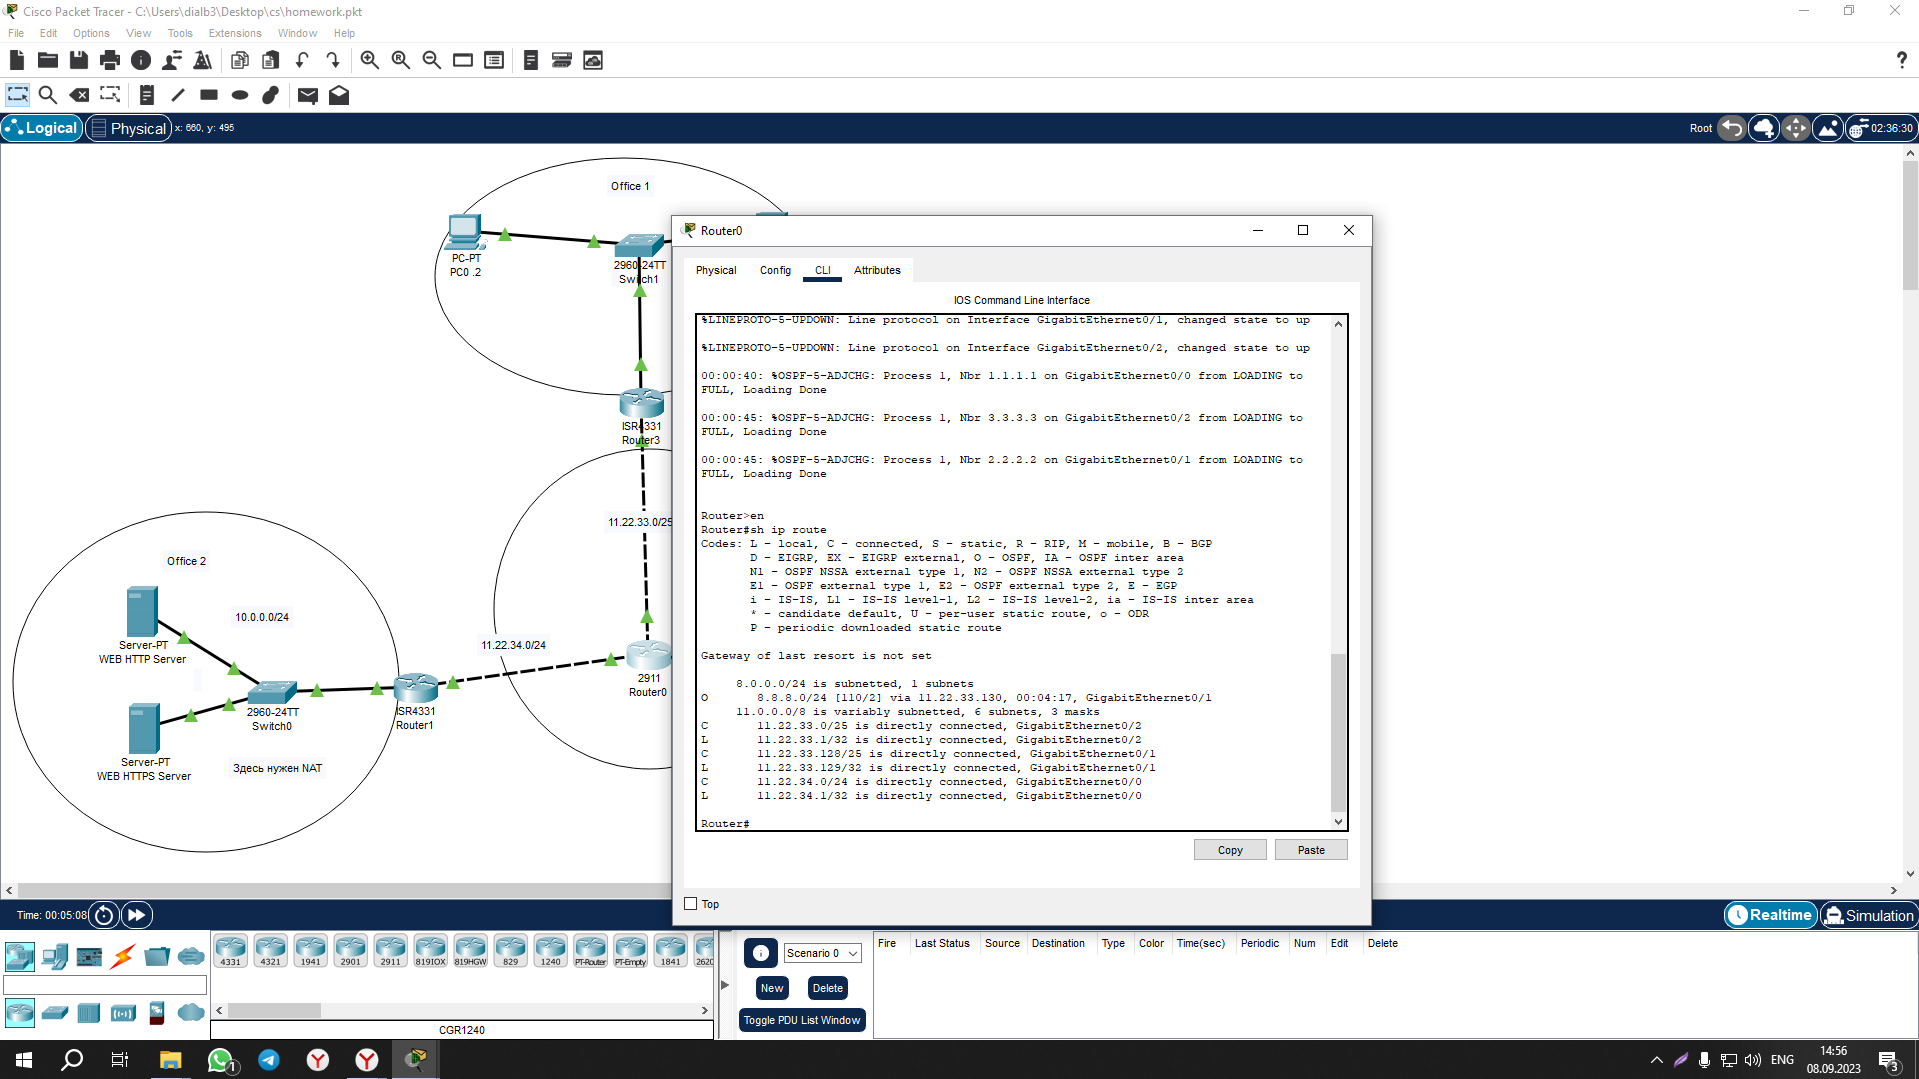 Cisco Packet Tracer - C:\Users\dialb3\Desktop\cs\homework.pkt
File Edit Options View Tools Extensions Window Help
?
Logical Physical x: 660, y: 495 Root 02:36:30
Office 1
PC-PT
PC0 .2
2960-24TT
Switch1
ISR4331
Router3
11.22.33.0/25
Office 2
10.0.0.0/24
Server-PT
WEB HTTP Server
11.22.34.0/24
2911
Router0
2960-24TT
Switch0
ISR4331
Router1
Server-PT
WEB HTTPS Server
Здесь нужен NAT
Router0
Physical Config CLI Attributes
IOS Command Line Interface
%LINEPROTO-5-UPDOWN: Line protocol on Interface GigabitEthernet0/1, changed state to up
%LINEPROTO-5-UPDOWN: Line protocol on Interface GigabitEthernet0/2, changed state to up
00:00:40: %OSPF-5-ADJCHG: Process 1, Nbr 1.1.1.1 on GigabitEthernet0/0 from LOADING to
FULL, Loading Done
00:00:45: %OSPF-5-ADJCHG: Process 1, Nbr 3.3.3.3 on GigabitEthernet0/2 from LOADING to
FULL, Loading Done
00:00:45: %OSPF-5-ADJCHG: Process 1, Nbr 2.2.2.2 on GigabitEthernet0/1 from LOADING to
FULL, Loading Done
Router>en
Router#sh ip route
Codes: L - local, C - connected, S - static, R - RIP, M - mobile, B - BGP
D - EIGRP, EX - EIGRP external, O - OSPF, IA - OSPF inter area
N1 - OSPF NSSA external type 1, N2 - OSPF NSSA external type 2
E1 - OSPF external type 1, E2 - OSPF external type 2, E - EGP
i - IS-IS, L1 - IS-IS level-1, L2 - IS-IS level-2, ia - IS-IS inter area
* - candidate default, U - per-user static route, o - ODR
P - periodic downloaded static route
Gateway of last resort is not set
8.0.0.0/24 is subnetted, 1 subnets
O 8.8.8.0/24 [110/2] via 11.22.33.130, 00:04:17, GigabitEthernet0/1
11.0.0.0/8 is variably subnetted, 6 subnets, 3 masks
C 11.22.33.0/25 is directly connected, GigabitEthernet0/2
L 11.22.33.1/32 is directly connected, GigabitEthernet0/2
C 11.22.33.128/25 is directly connected, GigabitEthernet0/1
L 11.22.33.129/32 is directly connected, GigabitEthernet0/1
C 11.22.34.0/24 is directly connected, GigabitEthernet0/0
L 11.22.34.1/32 is directly connected, GigabitEthernet0/0
Router#
Copy Paste
Top
Time: 00:05:08 Realtime Simulation
4331 4321 1941 2901 2911 819IOX 819HGW 829 1240 PT-Router PT-Empty 1841 2620
CGR1240
Scenario 0
New Delete
Toggle PDU List Window
Fire Last Status Source Destination Type Color Time(sec) Periodic Num Edit Delete
1
ENG 14:56
08.09.2023
3